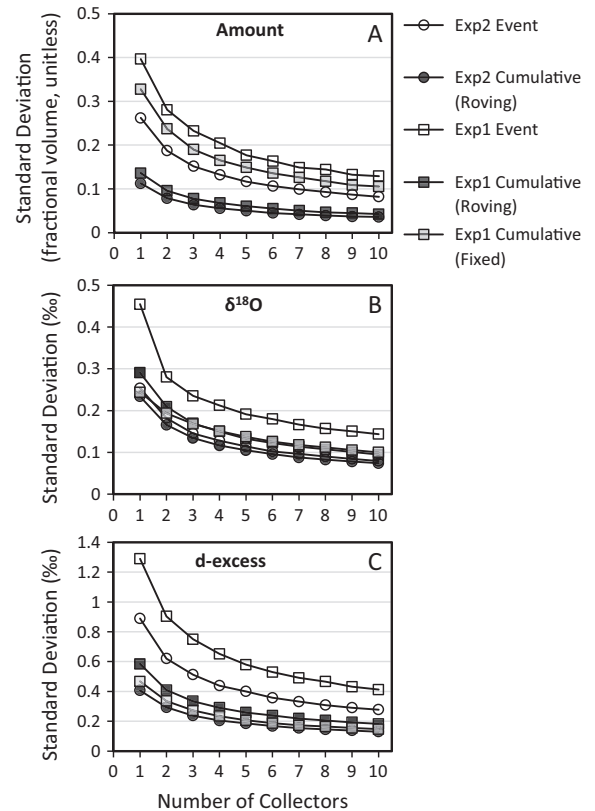 Amount
A
Standard Deviation
(fractional volume, unitless)
0.5
0.4
0.3
0.2
0.1
0
0 1 2 3 4 5 6 7 8 9 10
Exp2 Event
Exp2 Cumulative
(Roving)
Exp1 Event
Exp1 Cumulative
(Roving)
Exp1 Cumulative
(Fixed)
δ¹⁸O
B
Standard Deviation (‰)
0.5
0.4
0.3
0.2
0.1
0
0 1 2 3 4 5 6 7 8 9 10
d-excess
C
Standard Deviation (‰)
1.4
1.2
1
0.8
0.6
0.4
0.2
0
0 1 2 3 4 5 6 7 8 9 10
Number of Collectors